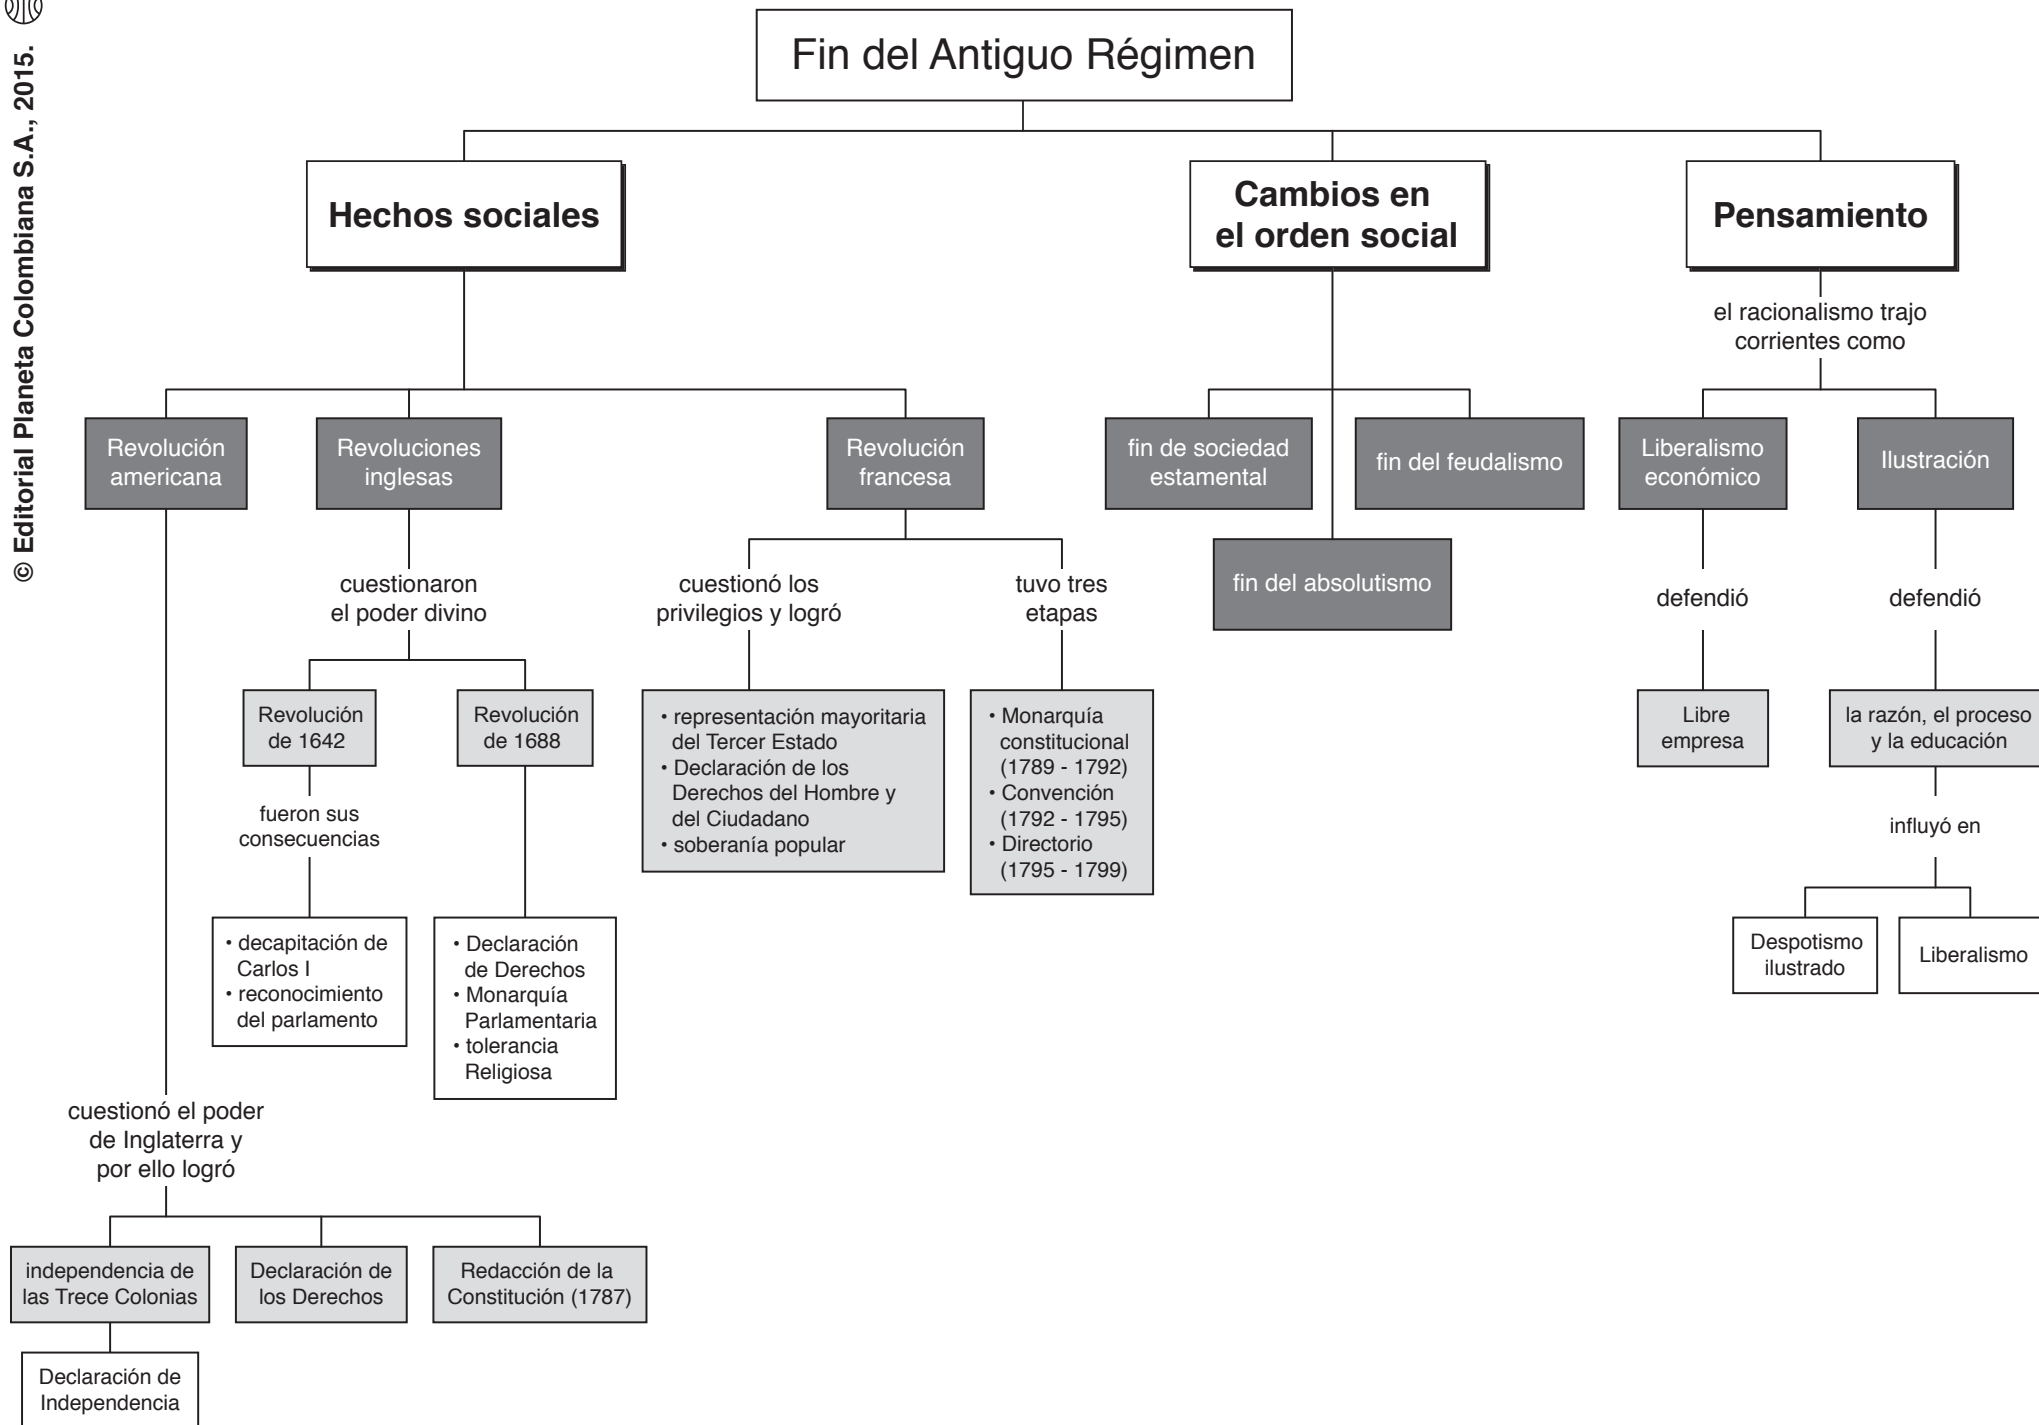 © Editorial Planeta Colombiana S.A., 2015.
Fin del Antiguo Régimen
Hechos sociales
Cambios en
el orden social
Pensamiento
el racionalismo trajo
corrientes como
Revolución
americana
Revoluciones
inglesas
Revolución
francesa
fin de sociedad
estamental
fin del feudalismo
fin del absolutismo
Liberalismo
económico
Ilustración
cuestionaron
el poder divino
cuestionó los
privilegios y logró
tuvo tres
etapas
defendió
defendió
Revolución
de 1642
Revolución
de 1688
• representación mayoritaria
del Tercer Estado
• Declaración de los
Derechos del Hombre y
del Ciudadano
• soberanía popular
• Monarquía
constitucional
(1789 - 1792)
• Convención
(1792 - 1795)
• Directorio
(1795 - 1799)
Libre
empresa
la razón, el proceso
y la educación
fueron sus
consecuencias
influyó en
• decapitación de
Carlos I
• reconocimiento
del parlamento
• Declaración
de Derechos
• Monarquía
Parlamentaria
• tolerancia
Religiosa
Despotismo
ilustrado
Liberalismo
cuestionó el poder
de Inglaterra y
por ello logró
independencia de
las Trece Colonias
Declaración de
los Derechos
Redacción de la
Constitución (1787)
Declaración de
Independencia